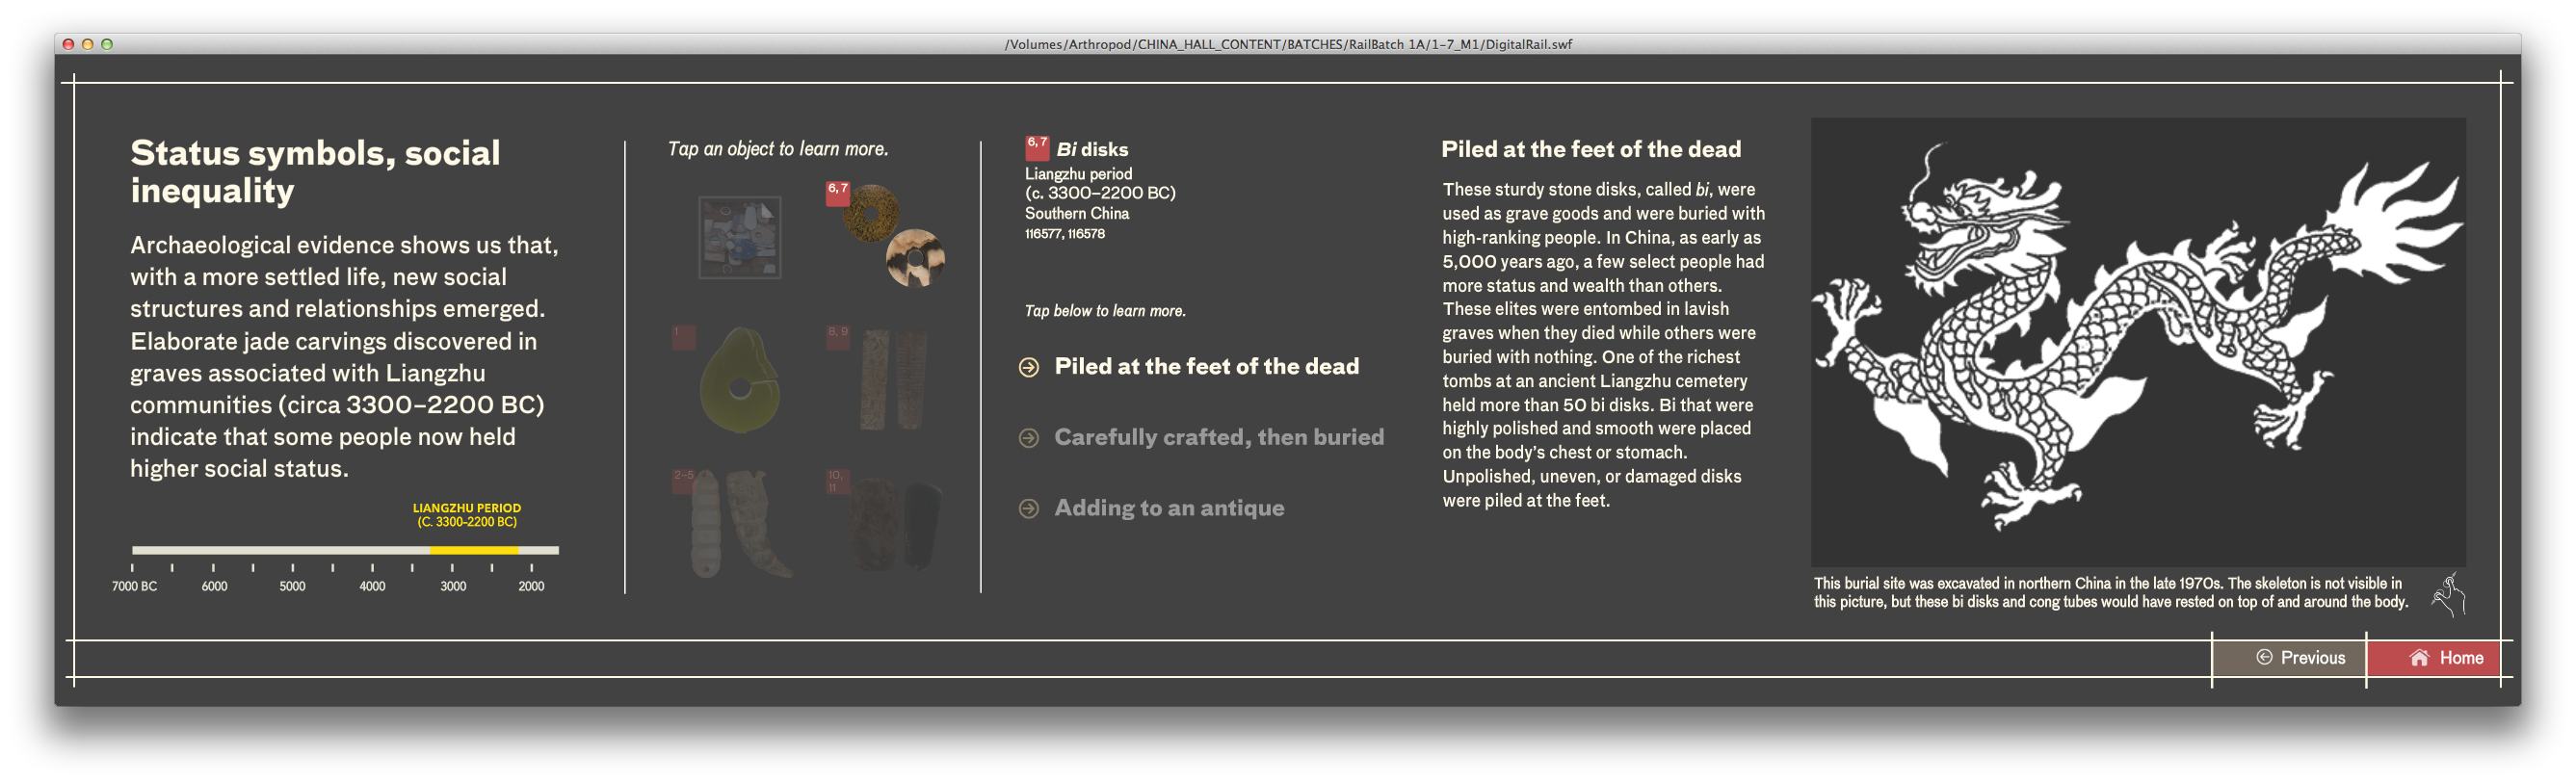 /Volumes/Arthropod/CHINA_HALL_CONTENT/BATCHES/RailBatch 1A/1-7_M1/DigitalRail.swf
Status symbols, social
inequality
Archaeological evidence shows us that,
with a more settled life, new social
structures and relationships emerged.
Elaborate jade carvings discovered in
graves associated with Liangzhu
communities (circa 3300–2200 BC)
indicate that some people now held
higher social status.
LIANGZHU PERIOD
(C. 3300-2200 BC)
7000 BC 6000 5000 4000 3000 2000
Tap an object to learn more.
6, 7
1
8, 9
2–5
10,
11
6, 7 Bi disks
Liangzhu period
(c. 3300–2200 BC)
Southern China
116577, 116578
Tap below to learn more.
Piled at the feet of the dead
Carefully crafted, then buried
Adding to an antique
Piled at the feet of the dead
These sturdy stone disks, called bi, were
used as grave goods and were buried with
high-ranking people. In China, as early as
5,000 years ago, a few select people had
more status and wealth than others.
These elites were entombed in lavish
graves when they died while others were
buried with nothing. One of the richest
tombs at an ancient Liangzhu cemetery
held more than 50 bi disks. Bi that were
highly polished and smooth were placed
on the body's chest or stomach.
Unpolished, uneven, or damaged disks
were piled at the feet.
This burial site was excavated in northern China in the late 1970s. The skeleton is not visible in
this picture, but these bi disks and cong tubes would have rested on top of and around the body.
Previous
Home